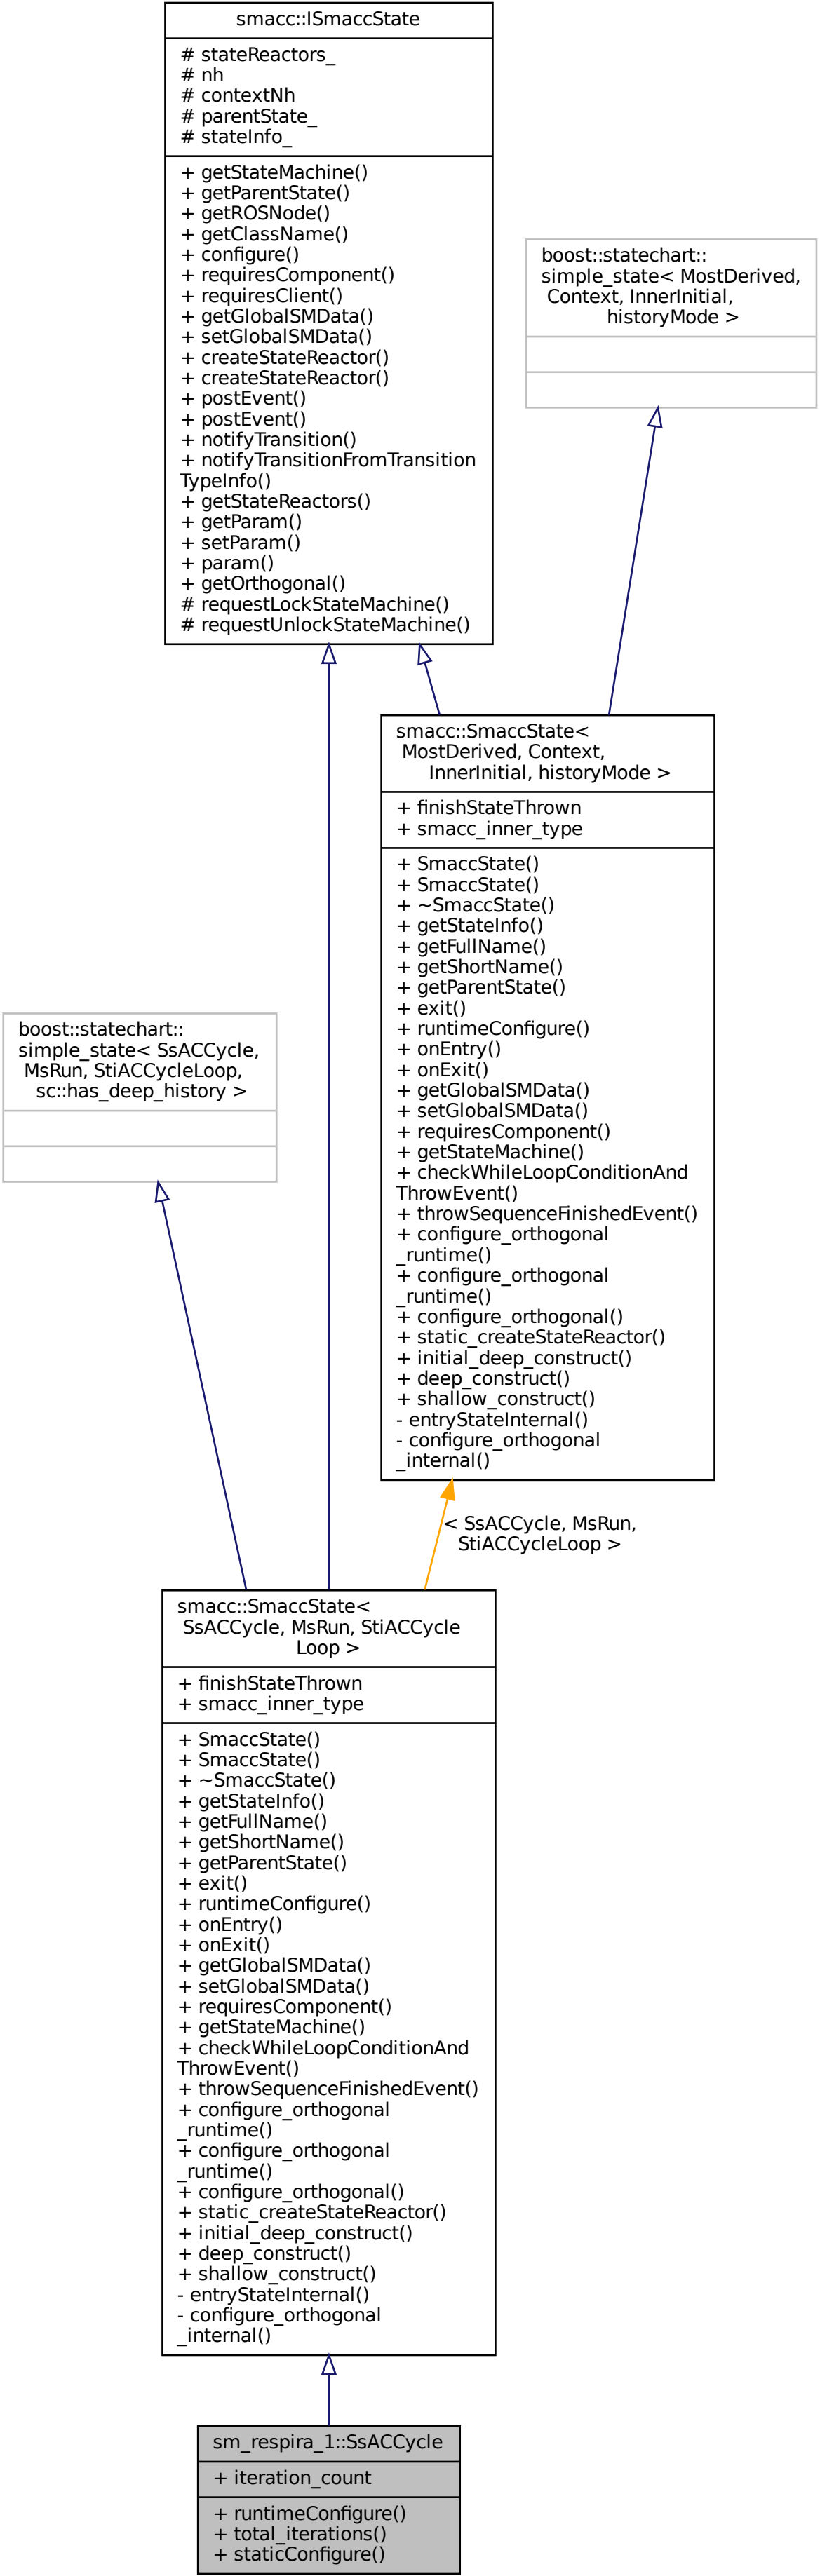 smacc::ISmaccState
# stateReactors_
# nh
# contextNh
# parentState_
# stateInfo_
+ getStateMachine()
+ getParentState()
+ getROSNode()
+ getClassName()
+ configure()
+ requiresComponent()
+ requiresClient()
+ getGlobalSMData()
+ setGlobalSMData()
+ createStateReactor()
+ createStateReactor()
+ postEvent()
+ postEvent()
+ notifyTransition()
+ notifyTransitionFromTransition
TypeInfo()
+ getStateReactors()
+ getParam()
+ setParam()
+ param()
+ getOrthogonal()
# requestLockStateMachine()
# requestUnlockStateMachine()
boost::statechart::
simple_state< MostDerived,
Context, InnerInitial,
historyMode >
smacc::SmaccState<
MostDerived, Context,
InnerInitial, historyMode >
+ finishStateThrown
+ smacc_inner_type
+ SmaccState()
+ SmaccState()
+ ~SmaccState()
+ getStateInfo()
+ getFullName()
+ getShortName()
+ getParentState()
+ exit()
+ runtimeConfigure()
+ onEntry()
+ onExit()
+ getGlobalSMData()
+ setGlobalSMData()
+ requiresComponent()
+ getStateMachine()
+ checkWhileLoopConditionAnd
ThrowEvent()
+ throwSequenceFinishedEvent()
+ configure_orthogonal
_runtime()
+ configure_orthogonal
_runtime()
+ configure_orthogonal()
+ static_createStateReactor()
+ initial_deep_construct()
+ deep_construct()
+ shallow_construct()
- entryStateInternal()
- configure_orthogonal
_internal()
boost::statechart::
simple_state< SsACCycle,
MsRun, StiACCycleLoop,
sc::has_deep_history >
< SsACCycle, MsRun,
StiACCycleLoop >
smacc::SmaccState<
SsACCycle, MsRun, StiACCycle
Loop >
+ finishStateThrown
+ smacc_inner_type
+ SmaccState()
+ SmaccState()
+ ~SmaccState()
+ getStateInfo()
+ getFullName()
+ getShortName()
+ getParentState()
+ exit()
+ runtimeConfigure()
+ onEntry()
+ onExit()
+ getGlobalSMData()
+ setGlobalSMData()
+ requiresComponent()
+ getStateMachine()
+ checkWhileLoopConditionAnd
ThrowEvent()
+ throwSequenceFinishedEvent()
+ configure_orthogonal
_runtime()
+ configure_orthogonal
_runtime()
+ configure_orthogonal()
+ static_createStateReactor()
+ initial_deep_construct()
+ deep_construct()
+ shallow_construct()
- entryStateInternal()
- configure_orthogonal
_internal()
sm_respira_1::SsACCycle
+ iteration_count
+ runtimeConfigure()
+ total_iterations()
+ staticConfigure()